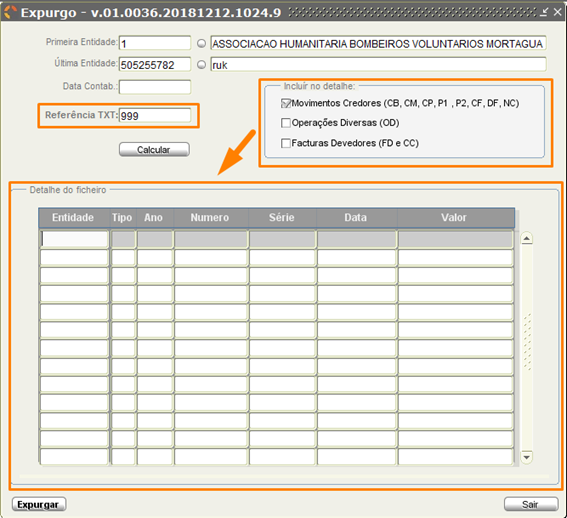 Expurgo - v.01.0036.20181212.1024.9
Primeira Entidade: 1 ASSOCIACAO HUMANITARIA BOMBEIROS VOLUNTARIOS MORTAGUA
Última Entidade: 505255782 ruk
Data Contab.:
Incluir no detalhe:
Movimentos Credores (CB, CM, CP, P1 , P2, CF, DF, NC)
Referência TXT: 999
Operações Diversas (OD)
Calcular
Facturas Devedores (FD e CC)
Detalhe do ficheiro
Entidade Tipo Ano Numero Série Data Valor
Expurgar Sair